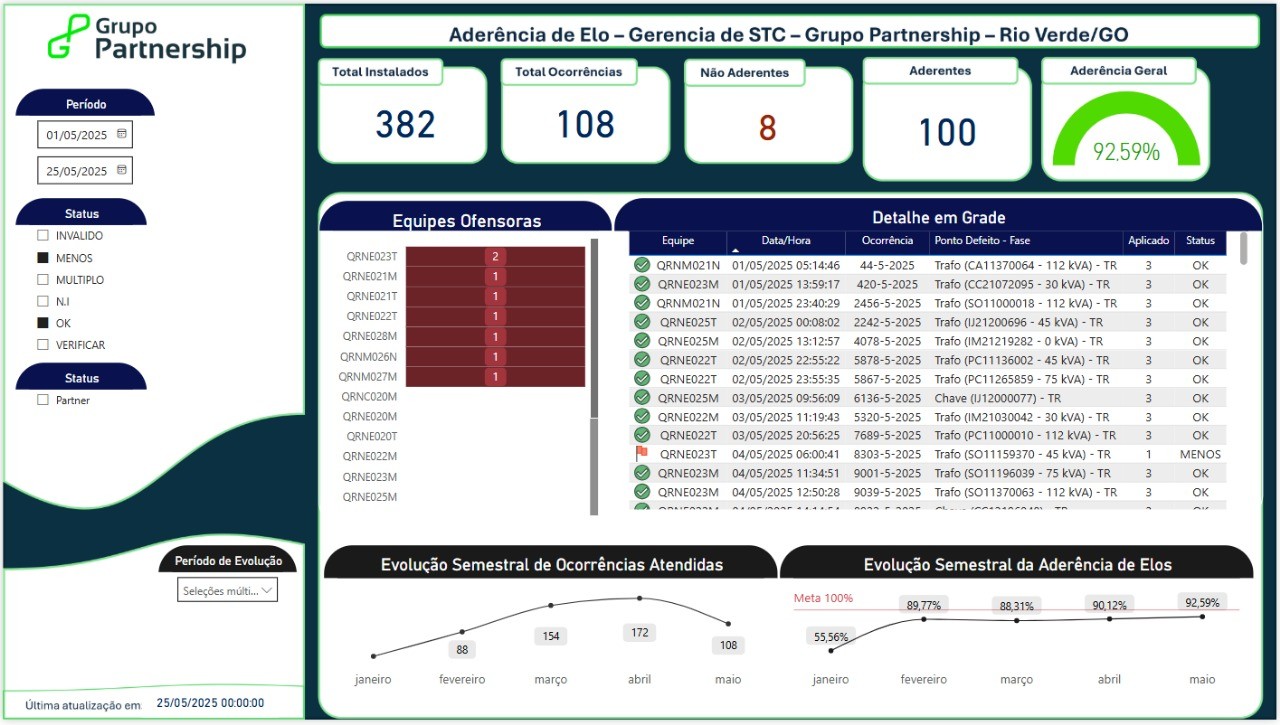 Grupo
Partnership
Aderência de Elo – Gerencia de STC – Grupo Partnership – Rio Verde/GO
Total Instalados
382
Total Ocorrências
108
Não Aderentes
8
Aderentes
100
Aderência Geral
92,59%
Período
01/05/2025
25/05/2025
Status
INVALIDO
MENOS
MULTIPLO
N.I
OK
VERIFICAR
Status
Partner
Período de Evolução
Seleções múlti...
Última atualização em: 25/05/2025 00:00:00
Equipes Ofensoras
QRNE023T 2
QRNE021M 1
QRNE021T 1
QRNE022T 1
QRNE028M 1
QRNM026N 1
QRNM027M 1
QRNC020M
QRNE020M
QRNE020T
QRNE022M
QRNE023M
QRNE025M
Detalhe em Grade
Equipe Data/Hora Ocorrência Ponto Defeito - Fase Aplicado Status
QRNM021N 01/05/2025 05:14:46 44-5-2025 Trafo (CA11370064 - 112 kVA) - TR 3 OK
QRNE023M 01/05/2025 13:59:17 420-5-2025 Trafo (CC21072095 - 30 kVA) - TR 3 OK
QRNM021N 01/05/2025 23:40:29 2456-5-2025 Trafo (SO11000018 - 112 kVA) - TR 3 OK
QRNE025T 02/05/2025 00:08:02 2242-5-2025 Trafo (IJ21200696 - 45 kVA) - TR 3 OK
QRNE025M 02/05/2025 13:12:57 4078-5-2025 Trafo (IM21219282 - 0 kVA) - TR 3 OK
QRNE022T 02/05/2025 22:55:22 5878-5-2025 Trafo (PC11136002 - 45 kVA) - TR 3 OK
QRNE022T 02/05/2025 23:55:35 5867-5-2025 Trafo (PC11265859 - 75 kVA) - TR 3 OK
QRNE025M 03/05/2025 09:56:09 6136-5-2025 Chave (IJ12000077) - TR 3 OK
QRNE022M 03/05/2025 11:19:43 5320-5-2025 Trafo (IM21030042 - 30 kVA) - TR 3 OK
QRNE022T 03/05/2025 20:56:25 7689-5-2025 Trafo (PC11000010 - 112 kVA) - TR 3 OK
QRNE023T 04/05/2025 06:00:41 8303-5-2025 Trafo (SO11159370 - 45 kVA) - TR 1 MENOS
QRNE023M 04/05/2025 11:34:51 9001-5-2025 Trafo (SO11196039 - 75 kVA) - TR 3 OK
QRNE023M 04/05/2025 12:50:28 9039-5-2025 Trafo (SO11370063 - 112 kVA) - TR 3 OK
Evolução Semestral de Ocorrências Atendidas
88
154
172
108
janeiro fevereiro março abril maio
Evolução Semestral da Aderência de Elos
Meta 100%
55,56%
89,77%
88,31%
90,12%
92,59%
janeiro fevereiro março abril maio